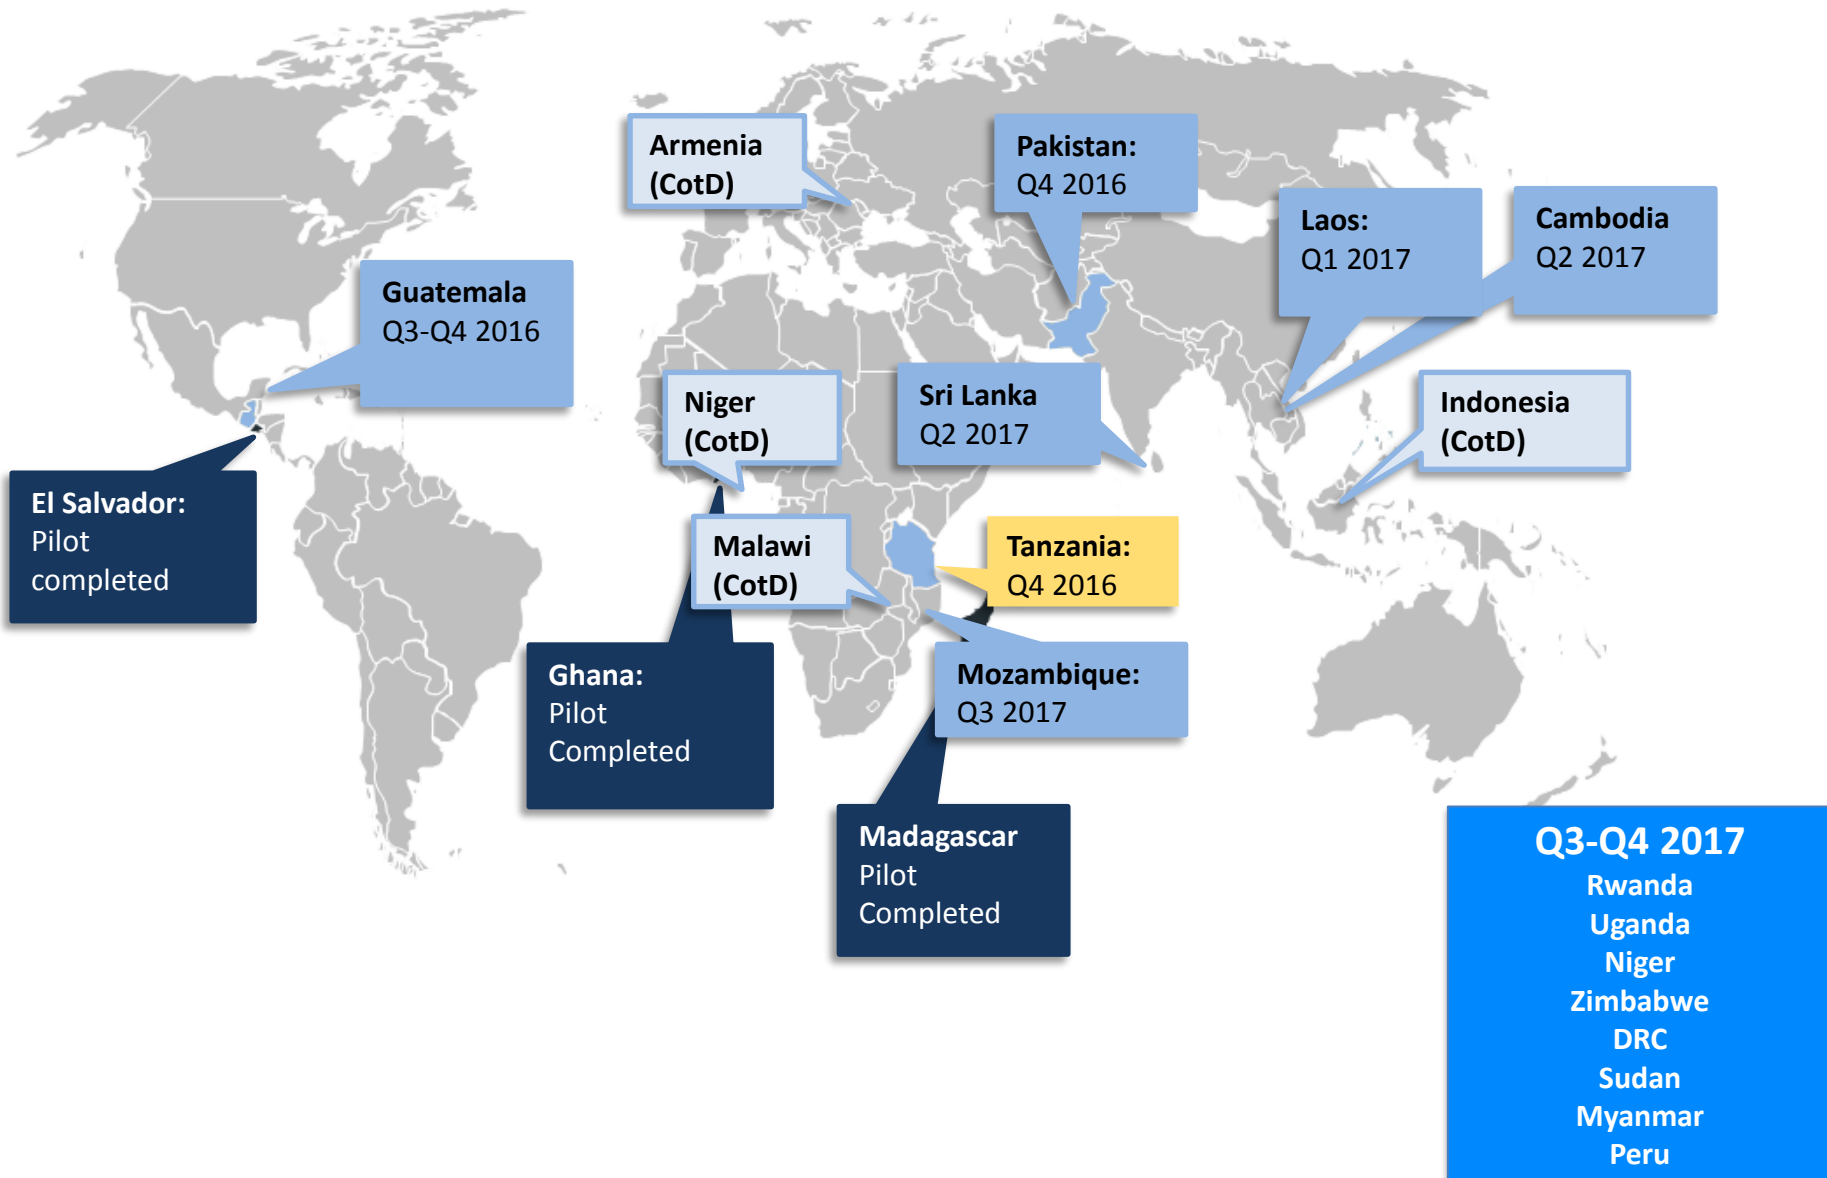 Armenia
(CotD)
Pakistan:
Q4 2016
Laos:
Q1 2017
Cambodia
Q2 2017
Guatemala
Q3-Q4 2016
Niger
(CotD)
Sri Lanka
Q2 2017
Indonesia
(CotD)
El Salvador:
Pilot
completed
Malawi
(CotD)
Tanzania:
Q4 2016
Ghana:
Pilot
Completed
Mozambique:
Q3 2017
Madagascar
Pilot
Completed
Q3-Q4 2017
Rwanda
Uganda
Niger
Zimbabwe
DRC
Sudan
Myanmar
Peru